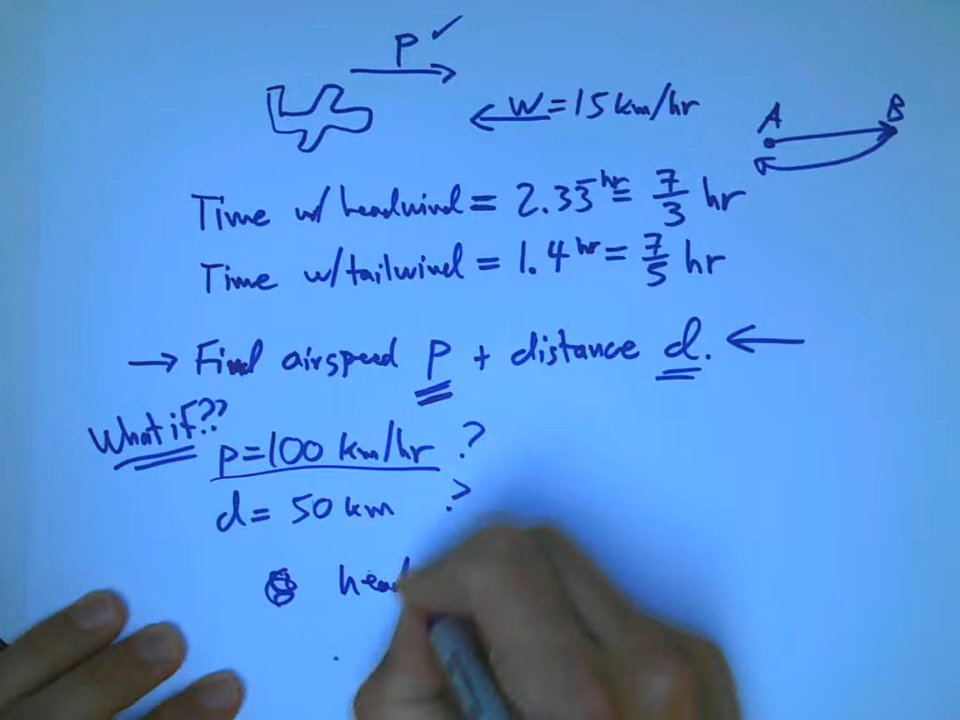 P ✓
W = 15 km/hr
A B
Time w/ headwind = 2.33 hr = 7/3 hr
Time w/ tailwind = 1.4 hr = 7/5 hr
→ Find airspeed P + distance d. ←
What if??
p = 100 km/hr ?
d = 50 km ?
head